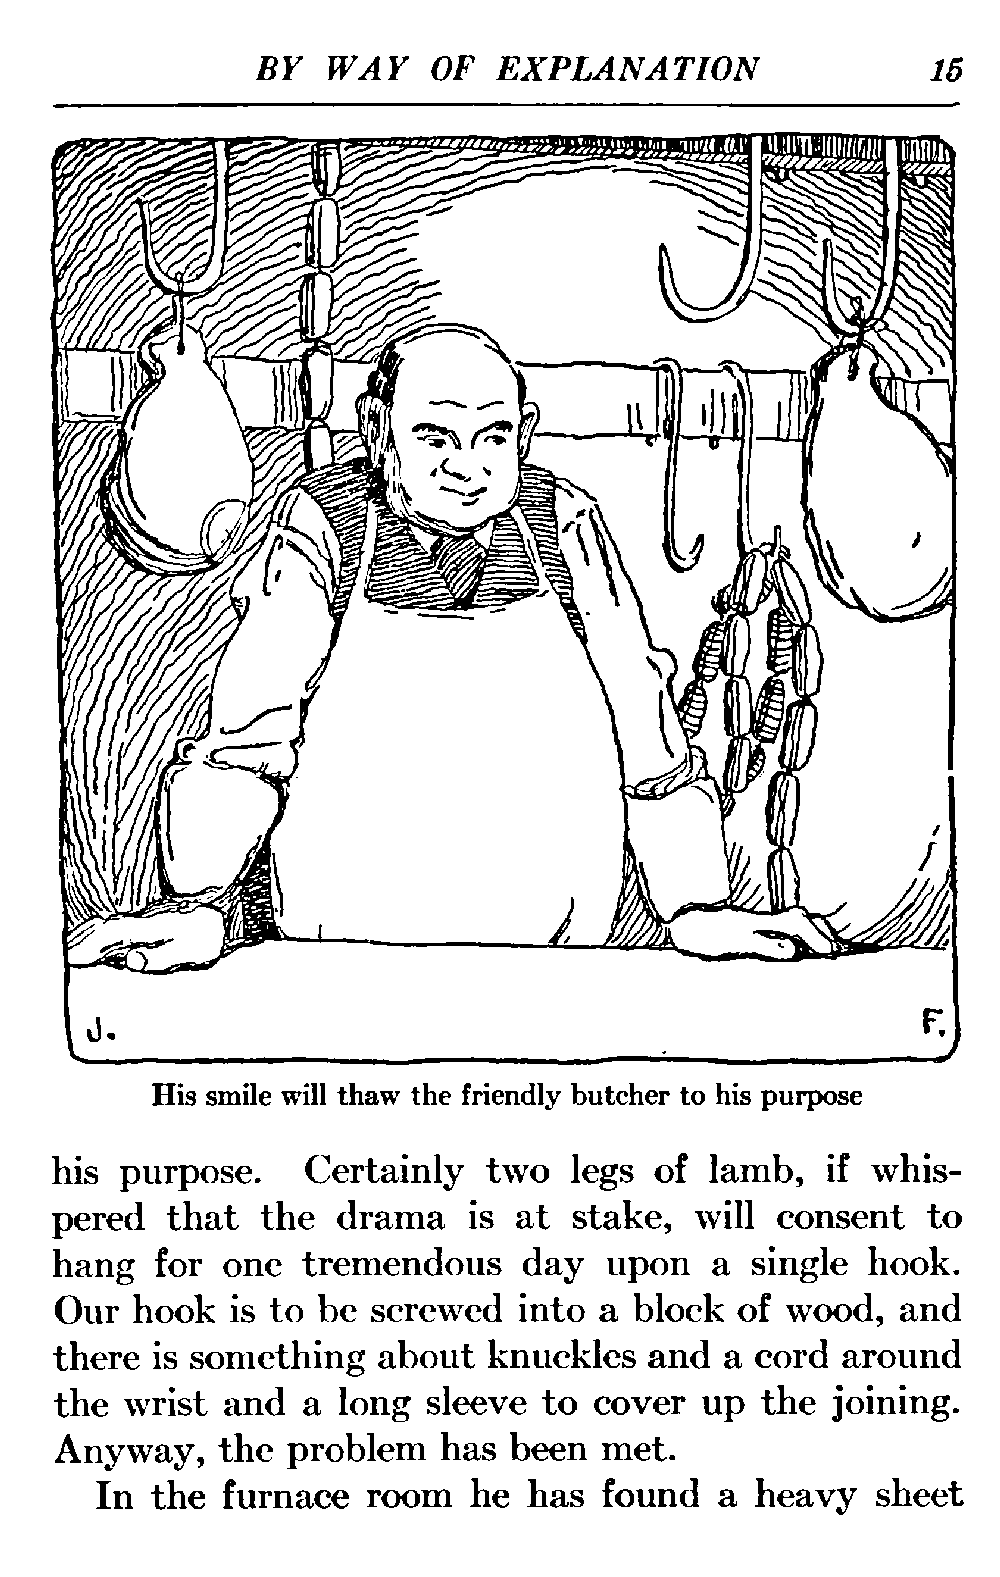 BY WAY OF EXPLANATION 15
J. F.
His smile will thaw the friendly butcher to his purpose
his purpose. Certainly two legs of lamb, if whis-
pered that the drama is at stake, will consent to
hang for one tremendous day upon a single hook.
Our hook is to be screwed into a block of wood, and
there is something about knuckles and a cord around
the wrist and a long sleeve to cover up the joining.
Anyway, the problem has been met.
In the furnace room he has found a heavy sheet